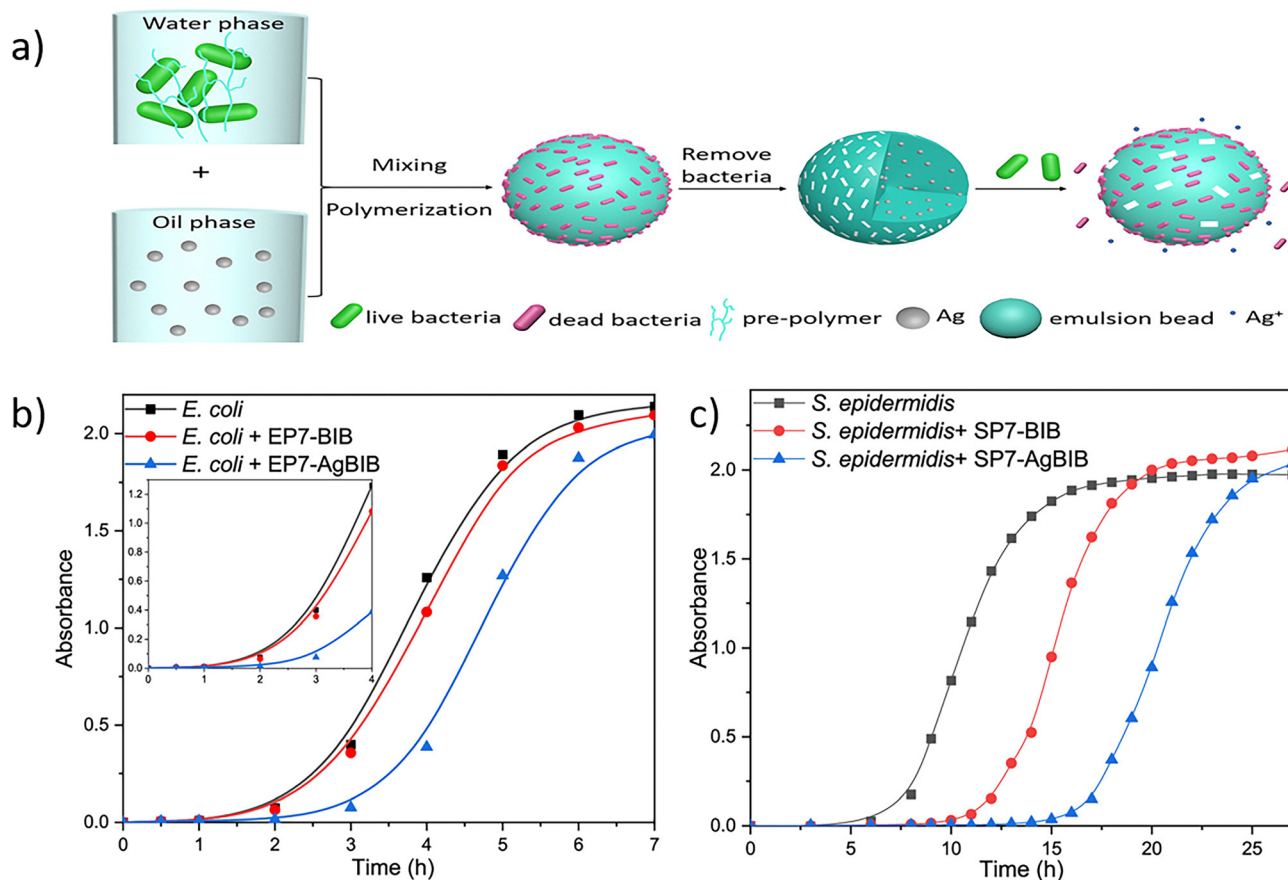 a)
Water phase
+
Oil phase
Mixing
Polymerization
Remove
bacteria
live bacteria
dead bacteria
pre-polymer
Ag
emulsion bead
Ag⁺
b)
E. coli
E. coli + EP7-BIB
E. coli + EP7-AgBIB
2.0
1.5
1.0
0.5
0.0
Absorbance
1.2
1.0
0.8
0.6
0.4
0.2
0.0
0 1 2 3 4
0 1 2 3 4 5 6 7
Time (h)
c)
S. epidermidis
S. epidermidis+ SP7-BIB
S. epidermidis+ SP7-AgBIB
2.5
2.0
1.5
1.0
0.5
0.0
Absorbance
0 5 10 15 20 25
Time (h)